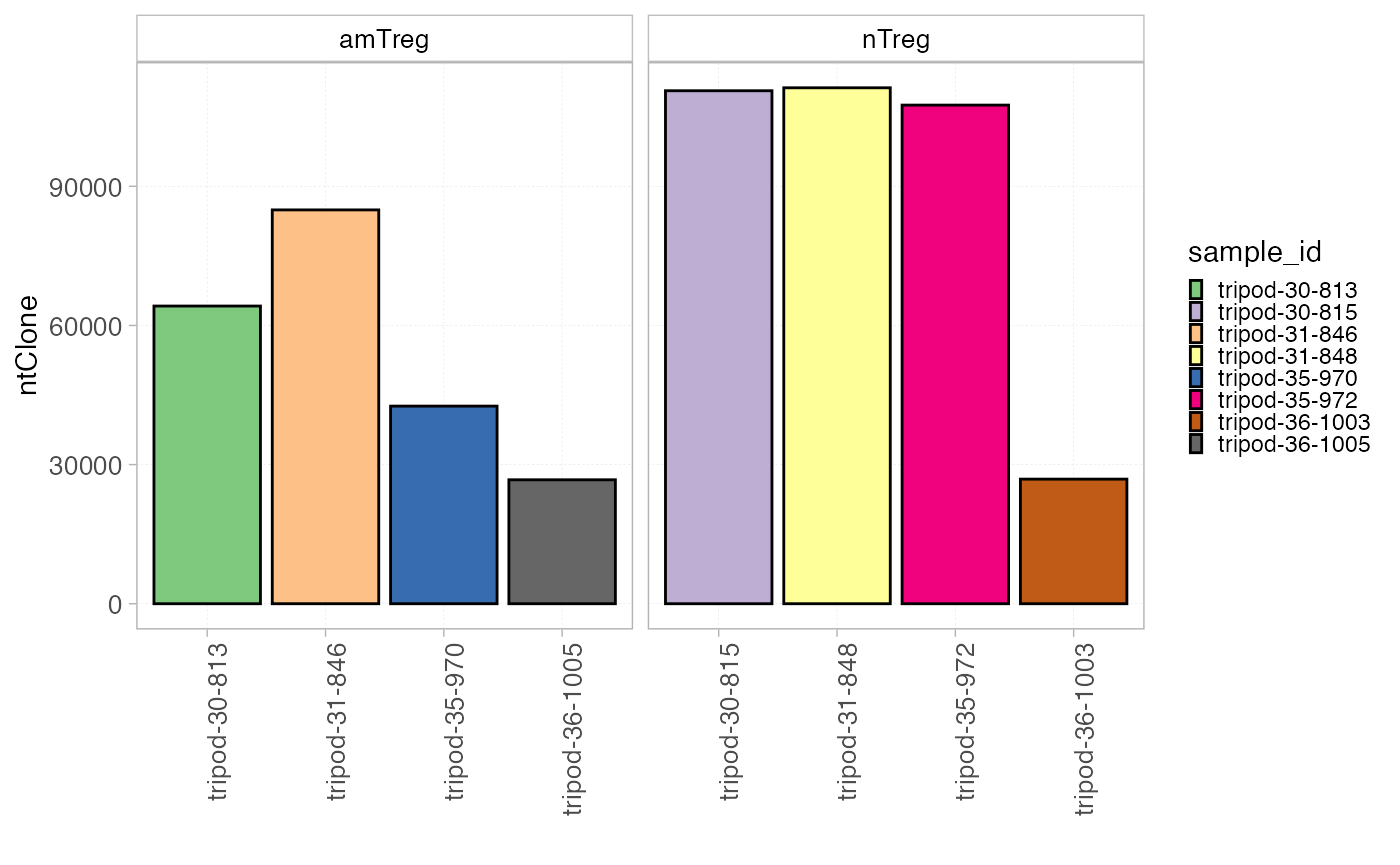 amTreg
nTreg
ntClone
90000
60000
30000
0
tripod-30-813
tripod-31-846
tripod-35-970
tripod-36-1005
tripod-30-815
tripod-31-848
tripod-35-972
tripod-36-1003
sample_id
tripod-30-813
tripod-30-815
tripod-31-846
tripod-31-848
tripod-35-970
tripod-35-972
tripod-36-1003
tripod-36-1005